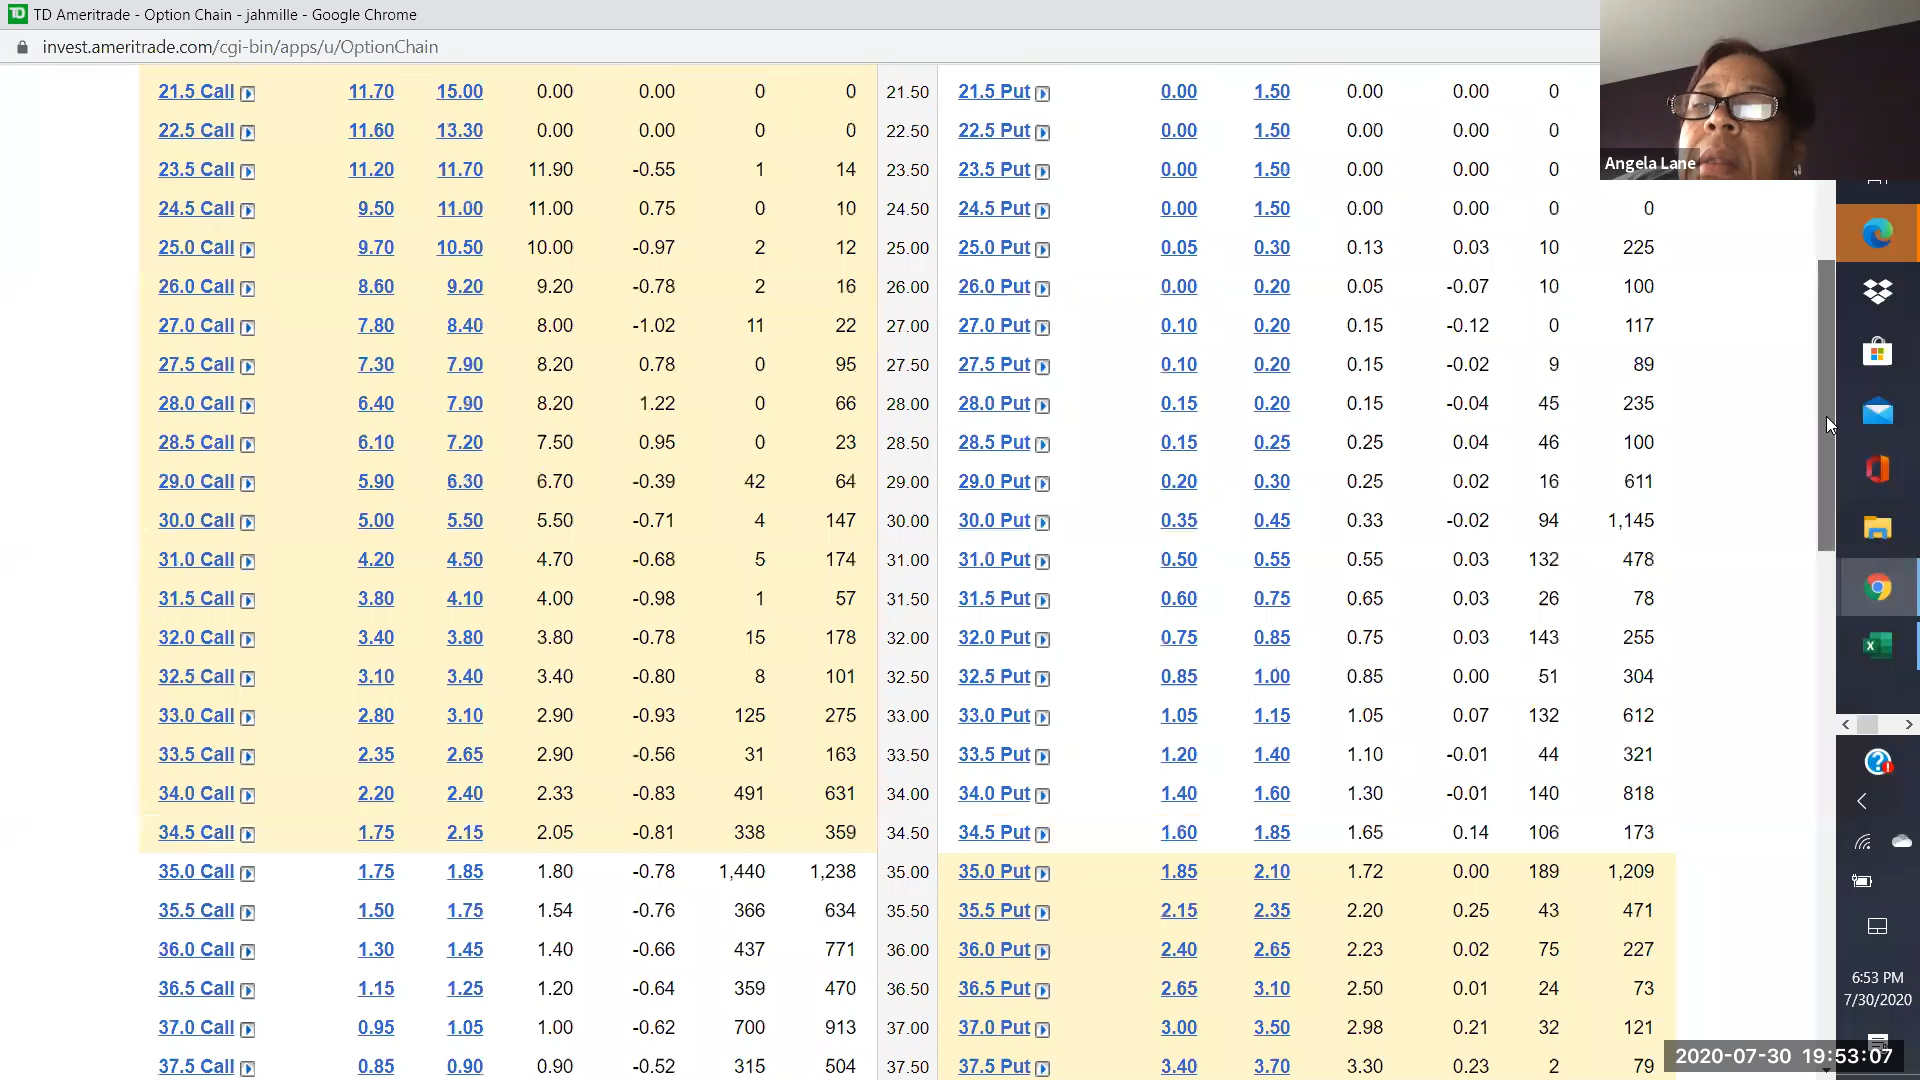 TD Ameritrade - Option Chain - jahmille - Google Chrome
invest.ameritrade.com/cgi-bin/apps/u/OptionChain
21.5 Call 11.70 15.00 0.00 0.00 0 0 21.50 21.5 Put 0.00 1.50 0.00 0.00 0
22.5 Call 11.60 13.30 0.00 0.00 0 0 22.50 22.5 Put 0.00 1.50 0.00 0.00 0
23.5 Call 11.20 11.70 11.90 -0.55 1 14 23.50 23.5 Put 0.00 1.50 0.00 0.00 0
Angela Lane
24.5 Call 9.50 11.00 11.00 0.75 0 10 24.50 24.5 Put 0.00 1.50 0.00 0.00 0 0
25.0 Call 9.70 10.50 10.00 -0.97 2 12 25.00 25.0 Put 0.05 0.30 0.13 0.03 10 225
26.0 Call 8.60 9.20 9.20 -0.78 2 16 26.00 26.0 Put 0.00 0.20 0.05 -0.07 10 100
27.0 Call 7.80 8.40 8.00 -1.02 11 22 27.00 27.0 Put 0.10 0.20 0.15 -0.12 0 117
27.5 Call 7.30 7.90 8.20 0.78 0 95 27.50 27.5 Put 0.10 0.20 0.15 -0.02 9 89
28.0 Call 6.40 7.90 8.20 1.22 0 66 28.00 28.0 Put 0.15 0.20 0.15 -0.04 45 235
28.5 Call 6.10 7.20 7.50 0.95 0 23 28.50 28.5 Put 0.15 0.25 0.25 0.04 46 100
29.0 Call 5.90 6.30 6.70 -0.39 42 64 29.00 29.0 Put 0.20 0.30 0.25 0.02 16 611
30.0 Call 5.00 5.50 5.50 -0.71 4 147 30.00 30.0 Put 0.35 0.45 0.33 -0.02 94 1,145
31.0 Call 4.20 4.50 4.70 -0.68 5 174 31.00 31.0 Put 0.50 0.55 0.55 0.03 132 478
31.5 Call 3.80 4.10 4.00 -0.98 1 57 31.50 31.5 Put 0.60 0.75 0.65 0.03 26 78
32.0 Call 3.40 3.80 3.80 -0.78 15 178 32.00 32.0 Put 0.75 0.85 0.75 0.03 143 255
32.5 Call 3.10 3.40 3.40 -0.80 8 101 32.50 32.5 Put 0.85 1.00 0.85 0.00 51 304
33.0 Call 2.80 3.10 2.90 -0.93 125 275 33.00 33.0 Put 1.05 1.15 1.05 0.07 132 612
33.5 Call 2.35 2.65 2.90 -0.56 31 163 33.50 33.5 Put 1.20 1.40 1.10 -0.01 44 321
34.0 Call 2.20 2.40 2.33 -0.83 491 631 34.00 34.0 Put 1.40 1.60 1.30 -0.01 140 818
34.5 Call 1.75 2.15 2.05 -0.81 338 359 34.50 34.5 Put 1.60 1.85 1.65 0.14 106 173
35.0 Call 1.75 1.85 1.80 -0.78 1,440 1,238 35.00 35.0 Put 1.85 2.10 1.72 0.00 189 1,209
35.5 Call 1.50 1.75 1.54 -0.76 366 634 35.50 35.5 Put 2.15 2.35 2.20 0.25 43 471
36.0 Call 1.30 1.45 1.40 -0.66 437 771 36.00 36.0 Put 2.40 2.65 2.23 0.02 75 227
36.5 Call 1.15 1.25 1.20 -0.64 359 470 36.50 36.5 Put 2.65 3.10 2.50 0.01 24 73
37.0 Call 0.95 1.05 1.00 -0.62 700 913 37.00 37.0 Put 3.00 3.50 2.98 0.21 32 121
37.5 Call 0.85 0.90 0.90 -0.52 315 504 37.50 37.5 Put 3.40 3.70 3.30 0.23 2 79
6:53 PM
7/30/2020
2020-07-30 19:53:07